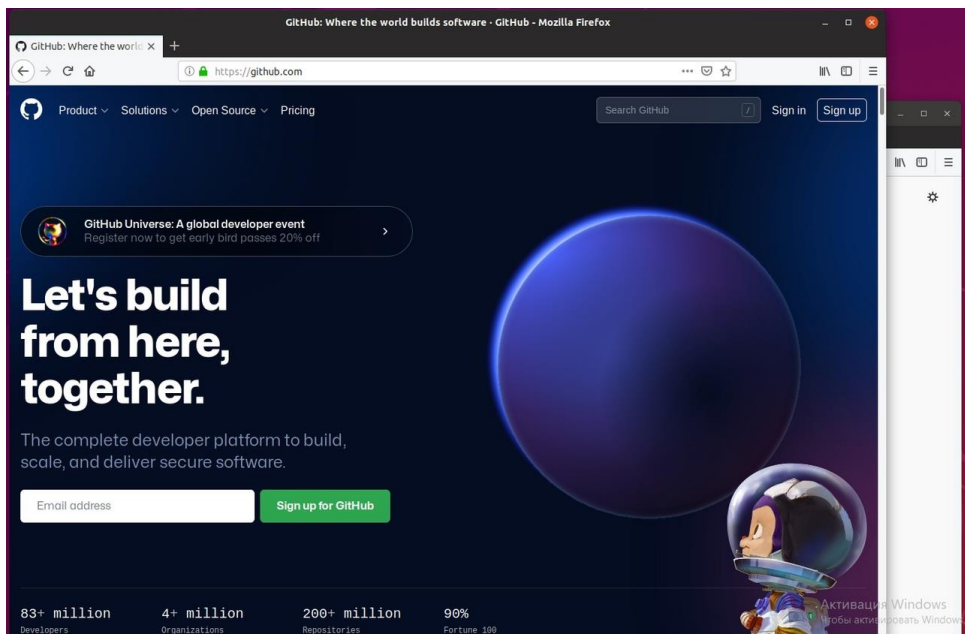 GitHub: Where the world builds software · GitHub - Mozilla Firefox
GitHub: Where the world
https://github.com
Product
Solutions
Open Source
Pricing
Search GitHub
/
Sign in
Sign up
GitHub Universe: A global developer event
Register now to get early bird passes 20% off
Let's build
from here,
together.
The complete developer platform to build,
scale, and deliver secure software.
Email address
Sign up for GitHub
83+ million
4+ million
200+ million
90%
Developers
Organizations
Repositories
Fortune 100
Активация Windows
Чтобы активировать Windows